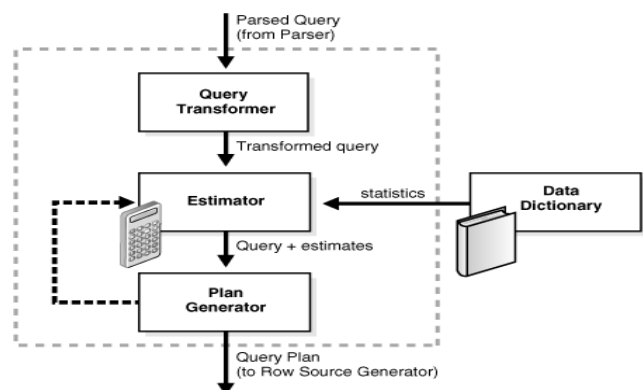 Parsed Query
(from Parser)
Query
Transformer
Transformed query
Estimator
statistics
Data
Dictionary
Query + estimates
Plan
Generator
Query Plan
(to Row Source Generator)